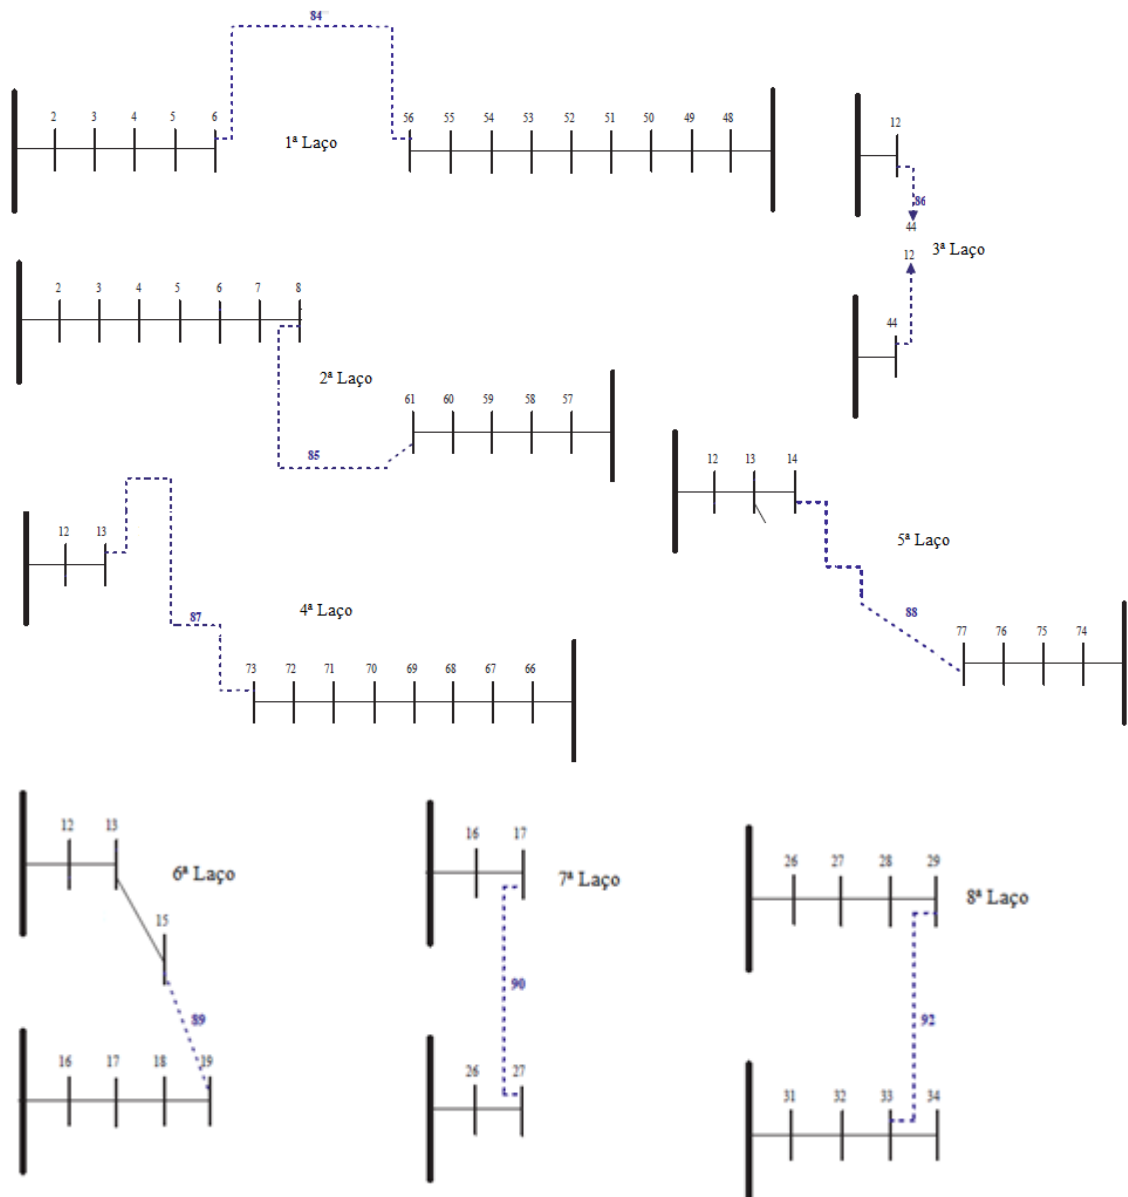 84
2 3 4 5 6
56 55 54 53 52 51 50 49 48
1ª Laço
12
86
44
12
3ª Laço
44
2 3 4 5 6 7 8
2ª Laço
61 60 59 58 57
85
12 13 14
5ª Laço
88
77 76 75 74
12 13
87
4ª Laço
73 72 71 70 69 68 67 66
12 13
6ª Laço
15
89
16 17 18 19
16 17
7ª Laço
90
26 27
26 27 28 29
8ª Laço
92
31 32 33 34